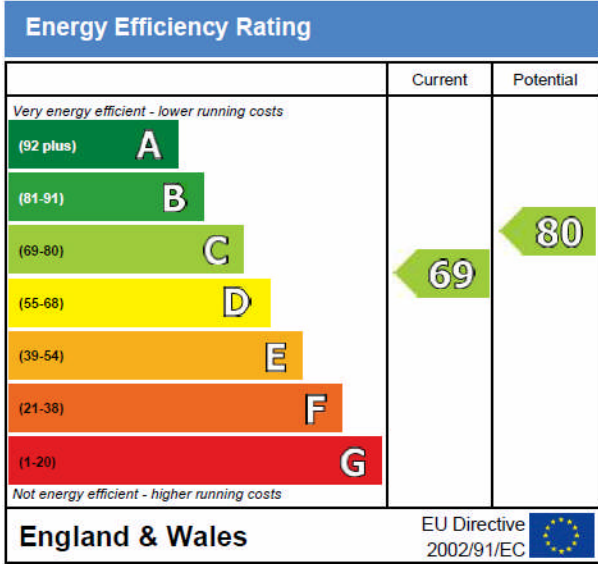 Energy Efficiency Rating
Current Potential
Very energy efficient - lower running costs
(92 plus) A
(81-91) B
(69-80) C
(55-68) D
(39-54) E
(21-38) F
(1-20) G
69
80
Not energy efficient - higher running costs
England & Wales
EU Directive
2002/91/EC